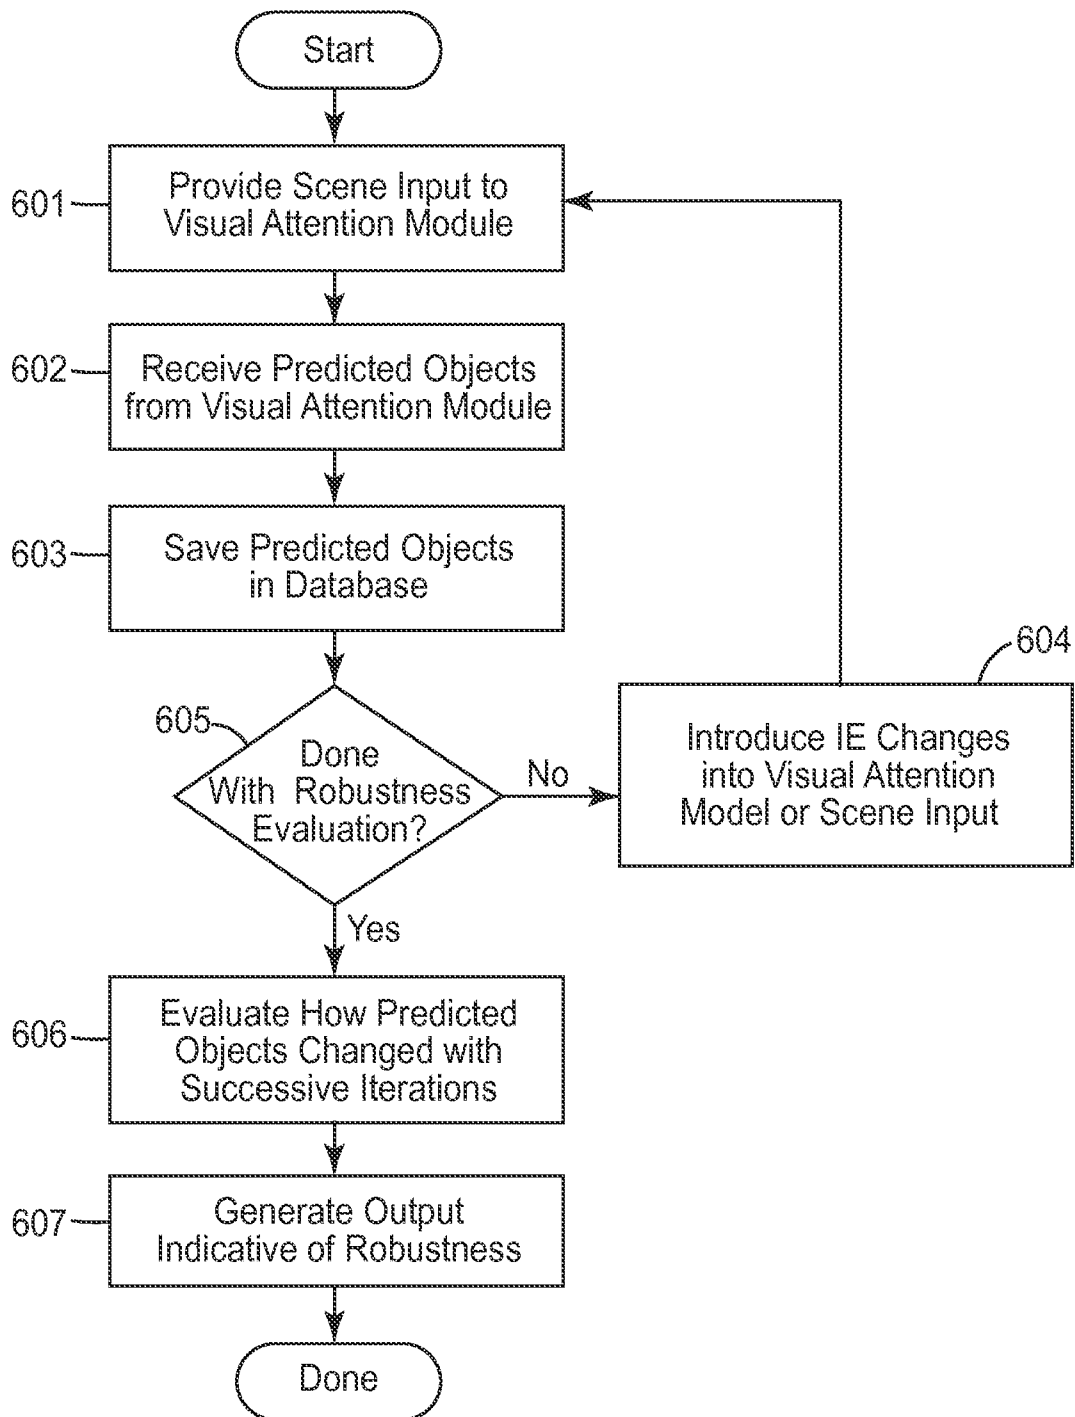 Start
601
Provide Scene Input to
Visual Attention Module
602
Receive Predicted Objects
from Visual Attention Module
603
Save Predicted Objects
in Database
604
Introduce IE Changes
into Visual Attention
Model or Scene Input
605
Done
With Robustness
Evaluation?
No
Yes
606
Evaluate How Predicted
Objects Changed with
Successive Iterations
607
Generate Output
Indicative of Robustness
Done